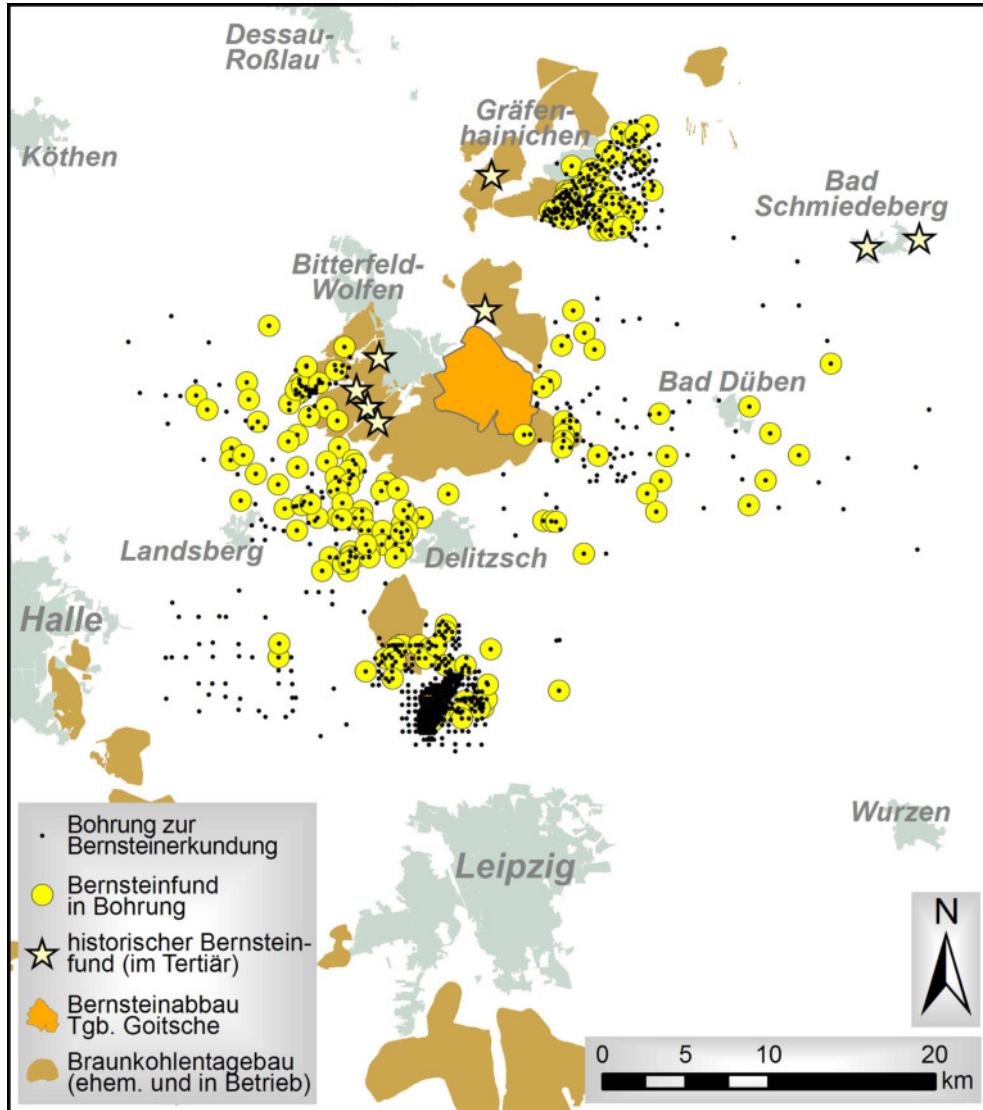 Dessau-
Roßlau
Köthen
Gräfen-
hainichen
Bad
Schmiedeberg
Bitterfeld-
Wolfen
Bad Düben
Landsberg
Delitzsch
Halle
Wurzen
Leipzig
Bohrung zur
Bernsteinerkundung
Bernsteinfund
in Bohrung
historischer Bernstein-
fund (im Tertiär)
Bernsteinabbau
Tgb. Goitsche
Braunkohlentagebau
(ehem. und in Betrieb)
N
0 5 10 20
km